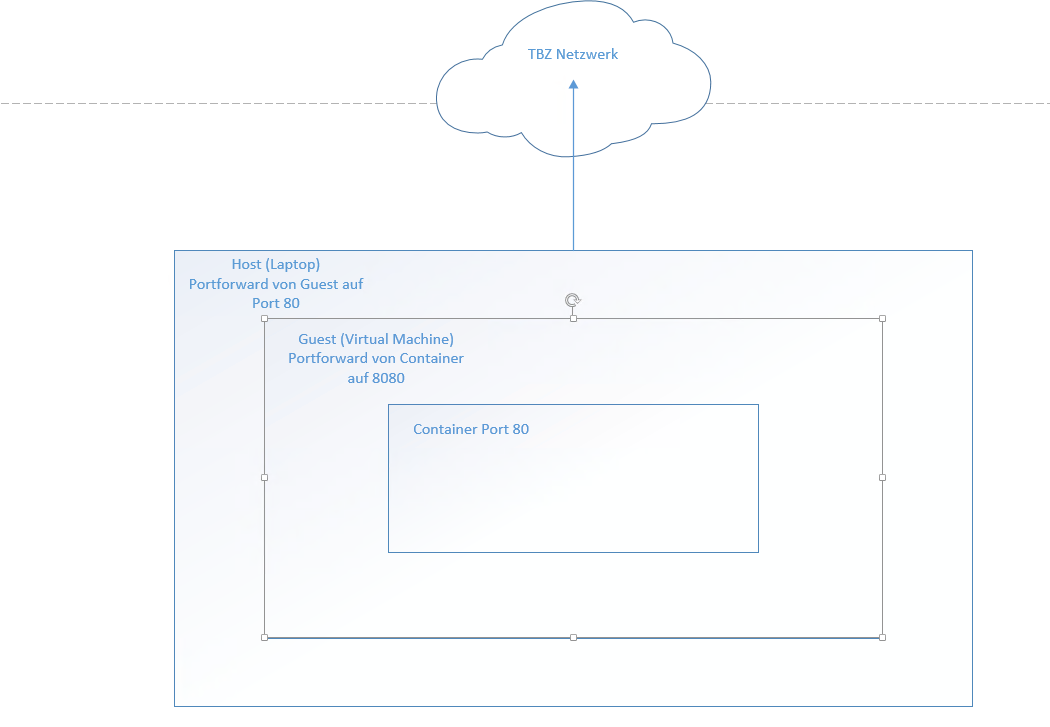 TBZ Netzwerk
Host (Laptop)
Portforward von Guest auf
Port 80
Guest (Virtual Machine)
Portforward von Container
auf 8080
Container Port 80